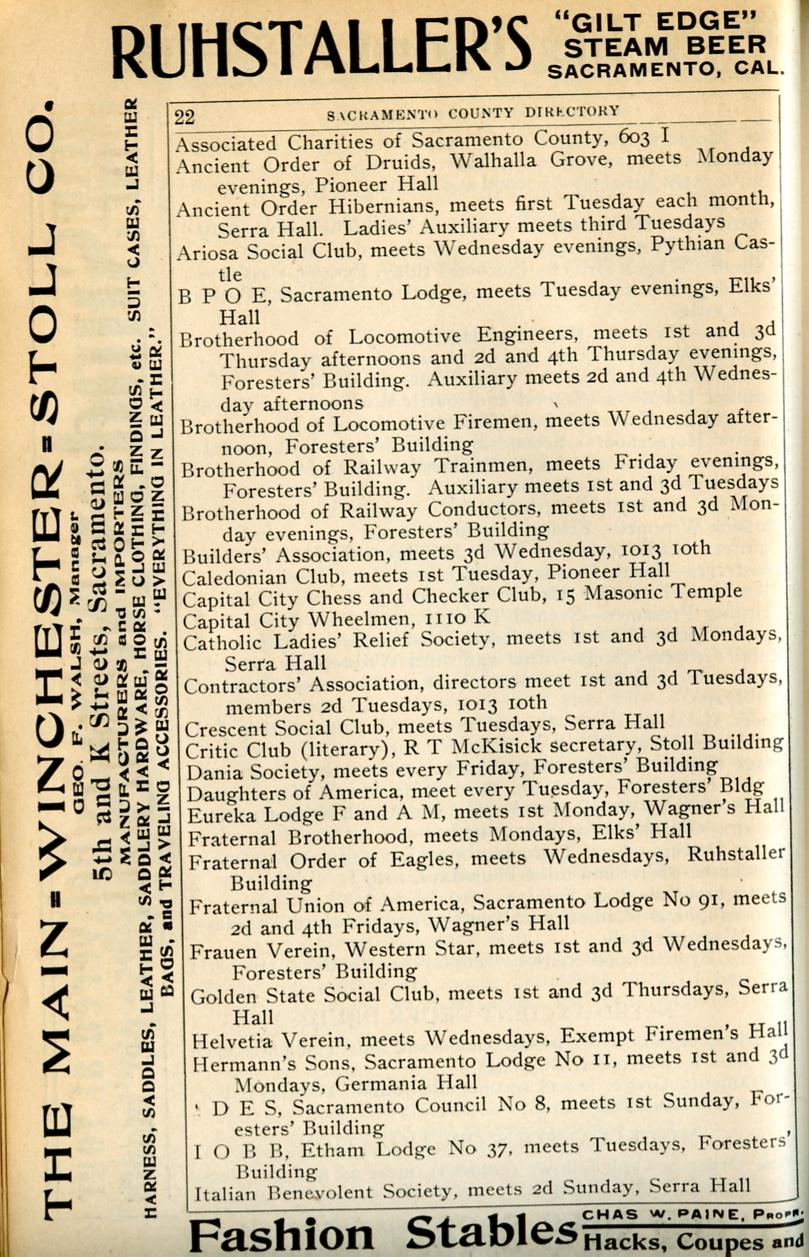 RUHSTALLER'S
"GILT EDGE"
STEAM BEER
SACRAMENTO, CAL.
THE MAIN=WINCHESTER=STOLL CO.
GEO. F. WALSH, Manager
5th and K Streets, Sacramento.
MANUFACTURERS and IMPORTERS
HARNESS, SADDLES, LEATHER, SADDLERY HARDWARE, HORSE CLOTHING, FINDINGS, etc. SUIT CASES, LEATHER
BAGS, and TRAVELING ACCESSORIES. "EVERYTHING IN LEATHER."
22 SACRAMENTO COUNTY DIRECTORY
Associated Charities of Sacramento County, 603 I
Ancient Order of Druids, Walhalla Grove, meets Monday
evenings, Pioneer Hall
Ancient Order Hibernians, meets first Tuesday each month,
Serra Hall. Ladies' Auxiliary meets third Tuesdays
Ariosa Social Club, meets Wednesday evenings, Pythian Cas-
tle
B P O E, Sacramento Lodge, meets Tuesday evenings, Elks'
Hall
Brotherhood of Locomotive Engineers, meets 1st and 3d
Thursday afternoons and 2d and 4th Thursday evenings,
Foresters' Building. Auxiliary meets 2d and 4th Wednes-
day afternoons
Brotherhood of Locomotive Firemen, meets Wednesday after-
noon, Foresters' Building
Brotherhood of Railway Trainmen, meets Friday evenings,
Foresters' Building. Auxiliary meets 1st and 3d Tuesdays
Brotherhood of Railway Conductors, meets 1st and 3d Mon-
day evenings, Foresters' Building
Builders' Association, meets 3d Wednesday, 1013 10th
Caledonian Club, meets 1st Tuesday, Pioneer Hall
Capital City Chess and Checker Club, 15 Masonic Temple
Capital City Wheelmen, 1110 K
Catholic Ladies' Relief Society, meets 1st and 3d Mondays,
Serra Hall
Contractors' Association, directors meet 1st and 3d Tuesdays,
members 2d Tuesdays, 1013 10th
Crescent Social Club, meets Tuesdays, Serra Hall
Critic Club (literary), R T McKisick secretary, Stoll Building
Dania Society, meets every Friday, Foresters' Building
Daughters of America, meet every Tuesday, Foresters' Bldg
Eureka Lodge F and A M, meets 1st Monday, Wagner's Hall
Fraternal Brotherhood, meets Mondays, Elks' Hall
Fraternal Order of Eagles, meets Wednesdays, Ruhstaller
Building
Fraternal Union of America, Sacramento Lodge No 91, meets
2d and 4th Fridays, Wagner's Hall
Frauen Verein, Western Star, meets 1st and 3d Wednesdays,
Foresters' Building
Golden State Social Club, meets 1st and 3d Thursdays, Serra
Hall
Helvetia Verein, meets Wednesdays, Exempt Firemen's Hall
Hermann's Sons, Sacramento Lodge No 11, meets 1st and 3d
Mondays, Germania Hall
D E S, Sacramento Council No 8, meets 1st Sunday, For-
esters' Building
I O B B, Etham Lodge No 37, meets Tuesdays, Foresters'
Building
Italian Benevolent Society, meets 2d Sunday, Serra Hall
Fashion Stables
CHAS W. PAINE, PROPR.
Hacks, Coupes and